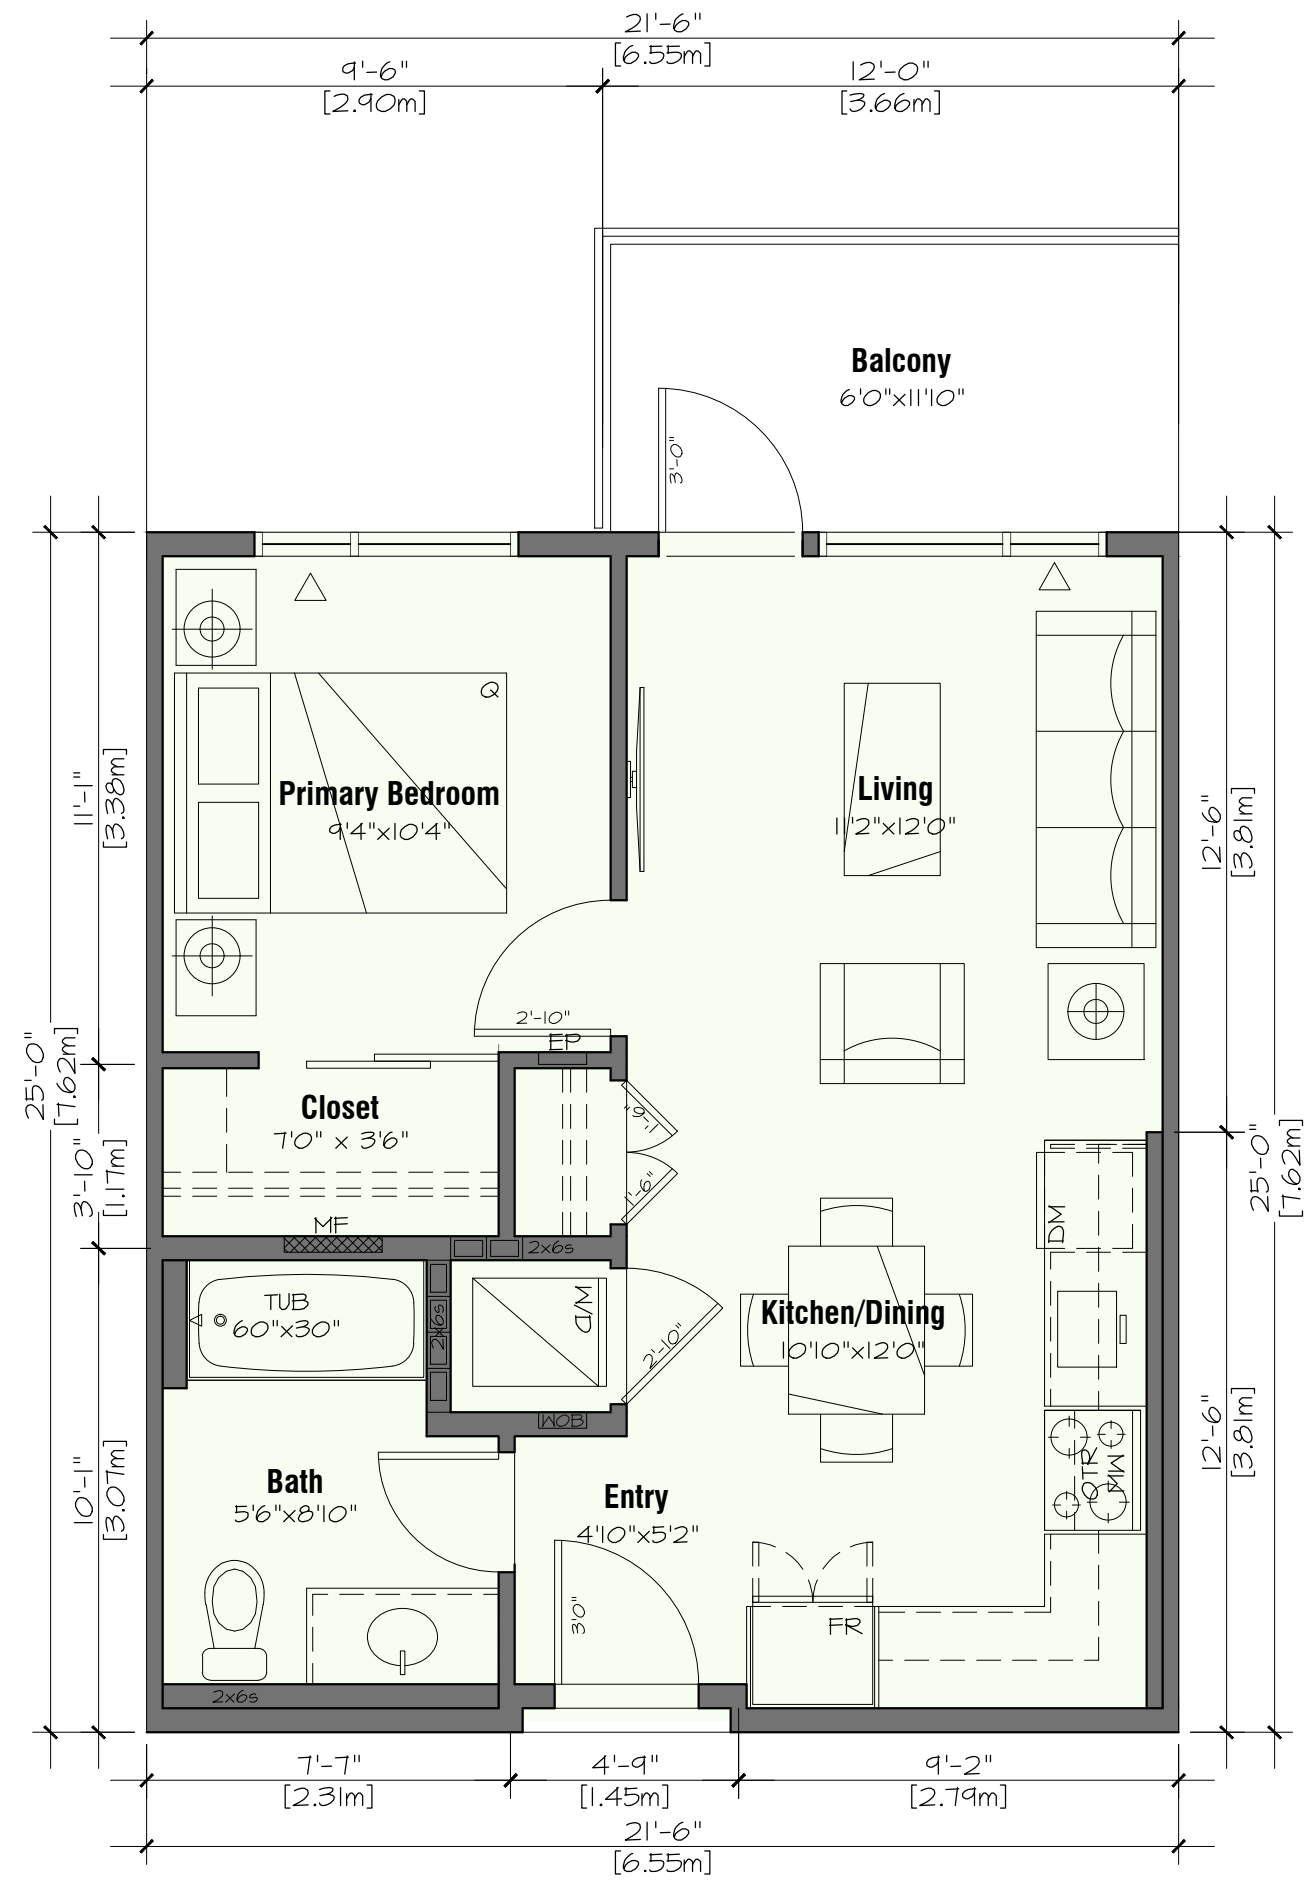 21'-6"
[6.55m]
9'-6"
[2.90m]
12'-0"
[3.66m]
Balcony
6'0"x11'10"
3'-0"
Q
Primary Bedroom
9'4"x10'4"
Living
11'2"x12'0"
11'-1"
[3.38m]
12'-6"
[3.81m]
2'-10"
EP
25'-0"
[7.62m]
Closet
7'0" x 3'6"
1'-6"
1'-6"
3'-10"
[1.17m]
25'-0"
[7.62m]
MF
2x6s
DW
TUB
60"x30"
2x6s
W/D
2'-10"
Kitchen/Dining
10'10"x12'0"
WOB
10'-1"
[3.07m]
Bath
5'6"x8'10"
Entry
4'10"x5'2"
OTR
MW
12'-6"
[3.81m]
3'0"
FR
2x6s
7'-7"
[2.31m]
4'-9"
[1.45m]
9'-2"
[2.79m]
21'-6"
[6.55m]